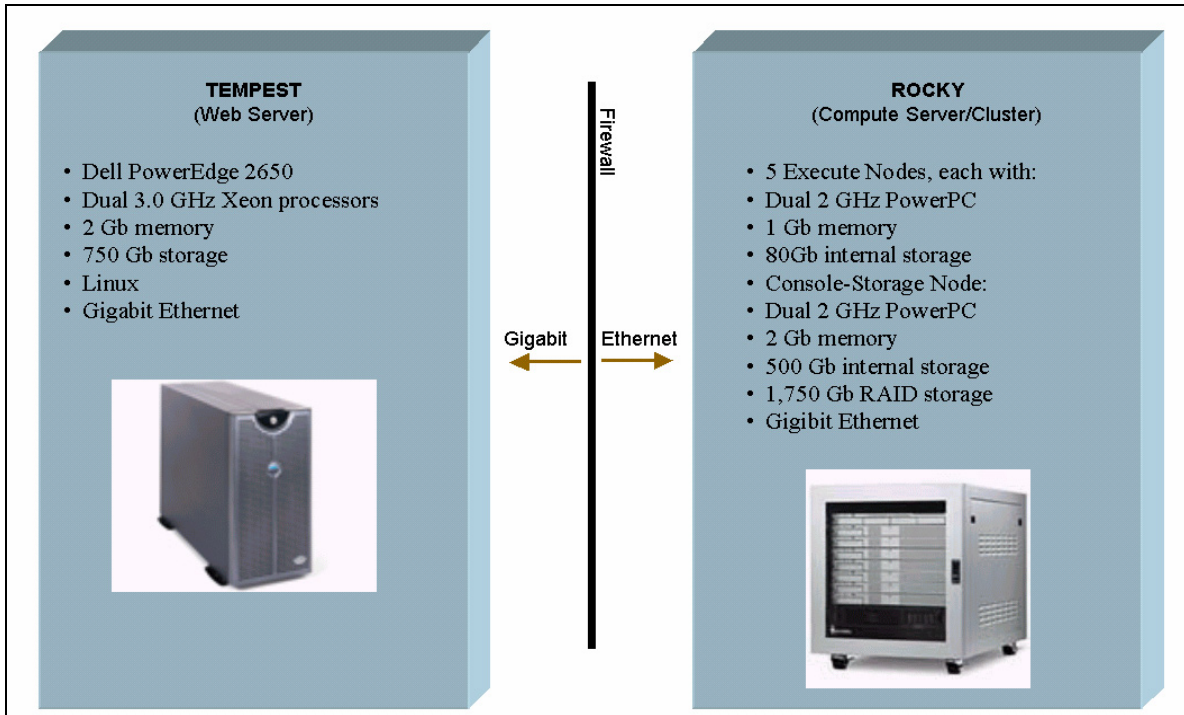 TEMPEST
(Web Server)
• Dell PowerEdge 2650
• Dual 3.0 GHz Xeon processors
• 2 Gb memory
• 750 Gb storage
• Linux
• Gigabit Ethernet
Firewall
Gigabit Ethernet
ROCKY
(Compute Server/Cluster)
• 5 Execute Nodes, each with:
• Dual 2 GHz PowerPC
• 1 Gb memory
• 80Gb internal storage
• Console-Storage Node:
• Dual 2 GHz PowerPC
• 2 Gb memory
• 500 Gb internal storage
• 1,750 Gb RAID storage
• Gigibit Ethernet